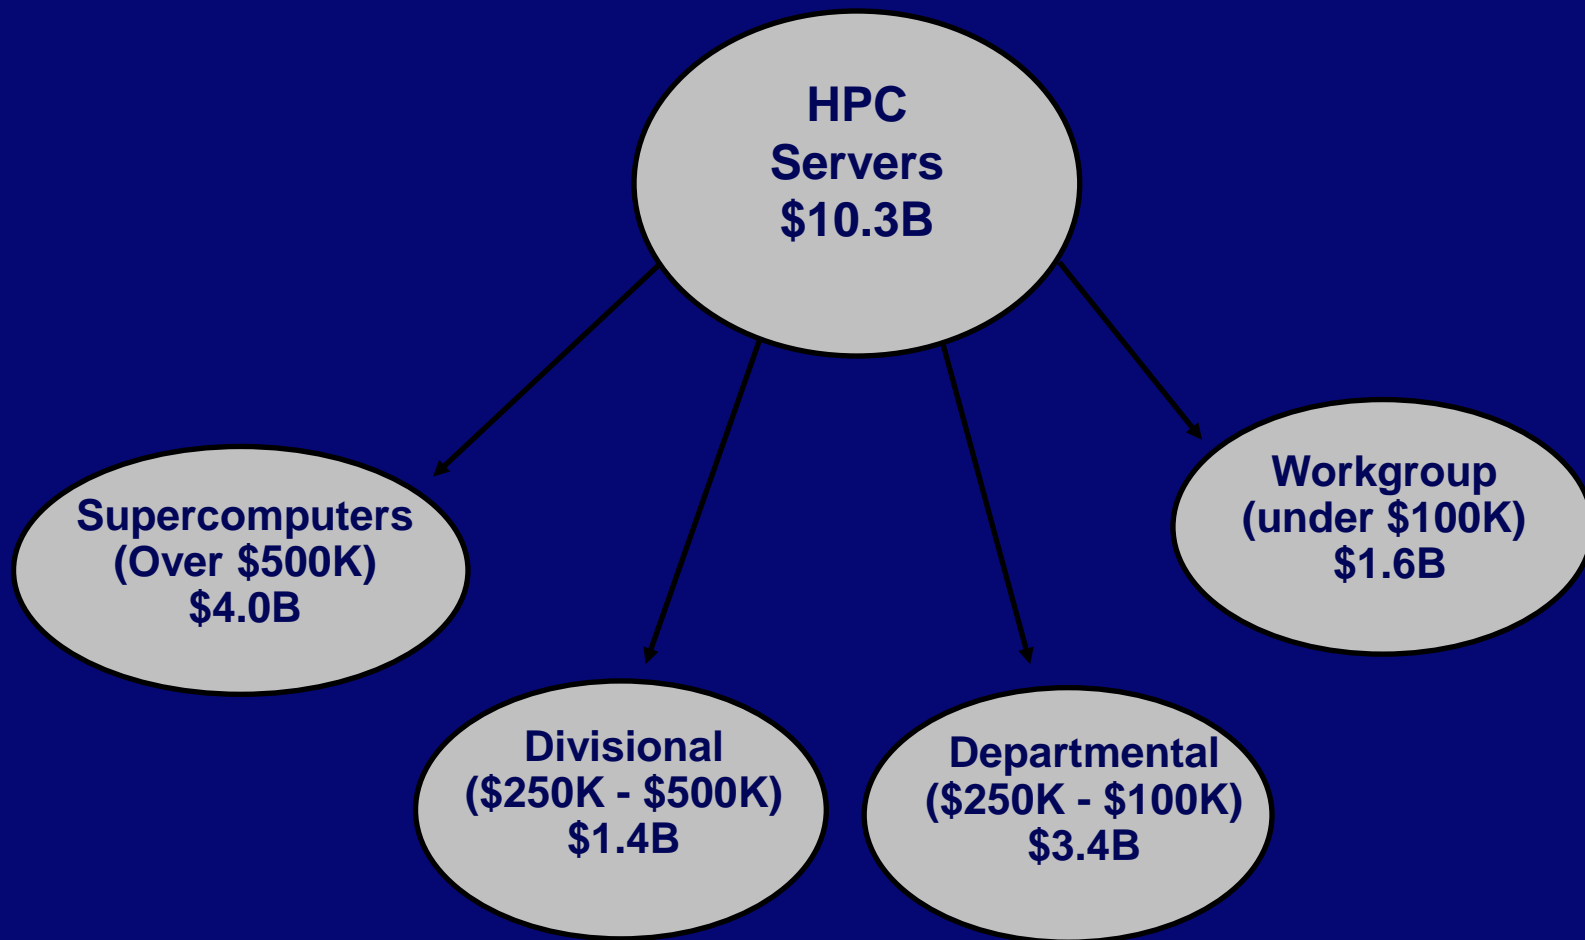 HPC
Servers
$10.3B
Supercomputers
(Over $500K)
$4.0B
Divisional
($250K - $500K)
$1.4B
Departmental
($250K - $100K)
$3.4B
Workgroup
(under $100K)
$1.6B